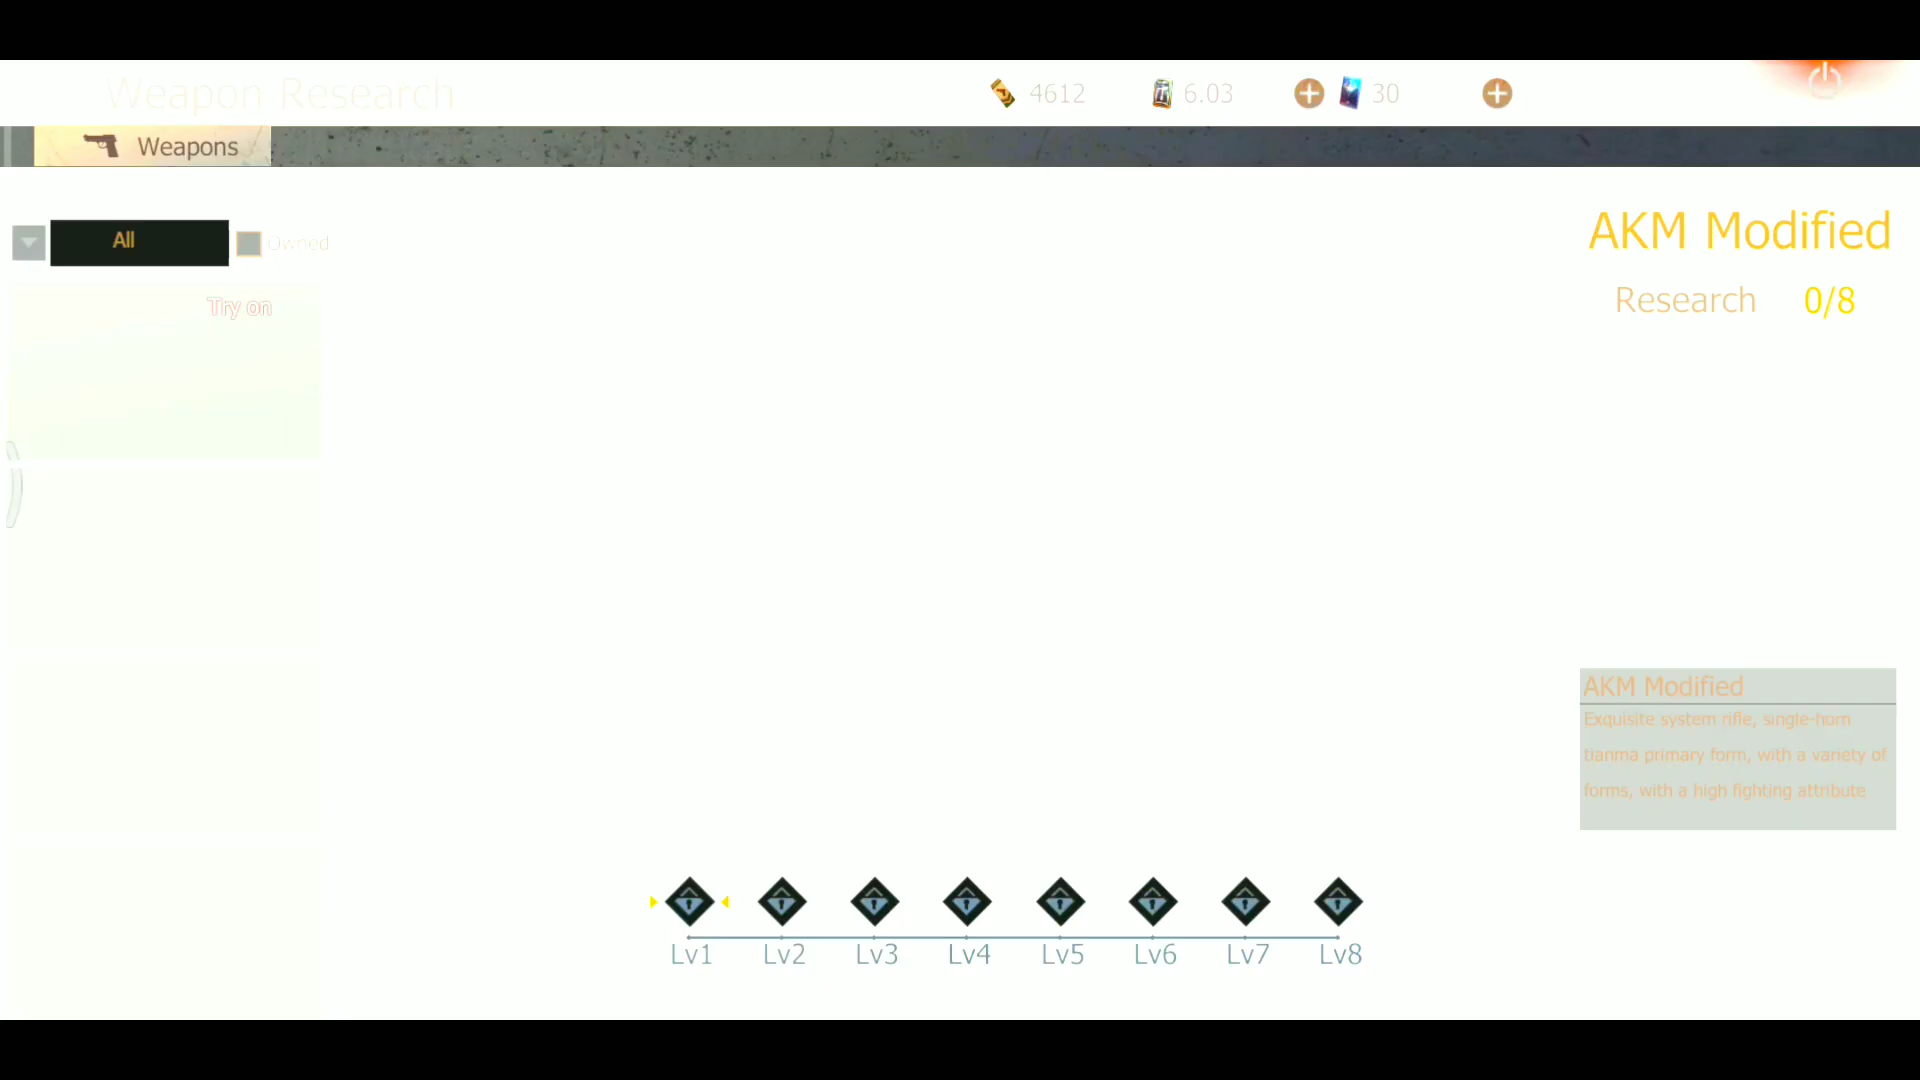 Weapon Research
4612
6.03
30
Weapons
All
Owned
Try on
AKM Modified
Research 0/8
AKM Modified
Exquisite system rifle, single-horn
tianma primary form, with a variety of
forms, with a high fighting attribute
Lv1 Lv2 Lv3 Lv4 Lv5 Lv6 Lv7 Lv8